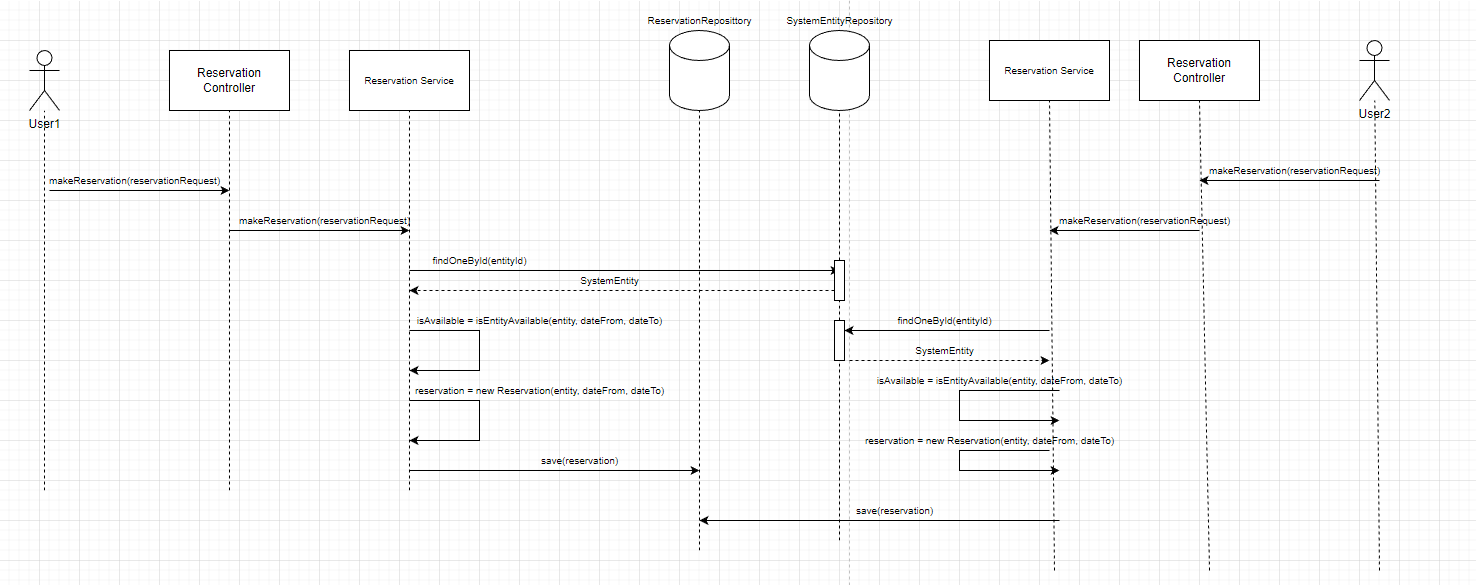 ReservationReposittory
SystemEntityRepository
Reservation
Controller
Reservation Service
Reservation Service
Reservation
Controller
User1
User2
makeReservation(reservationRequest)
makeReservation(reservationRequest)
makeReservation(reservationRequest)
makeReservation(reservationRequest)
findOneById(entityId)
SystemEntity
isAvailable = isEntityAvailable(entity, dateFrom, dateTo)
findOneById(entityId)
SystemEntity
isAvailable = isEntityAvailable(entity, dateFrom, dateTo)
reservation = new Reservation(entity, dateFrom, dateTo)
reservation = new Reservation(entity, dateFrom, dateTo)
save(reservation)
save(reservation)